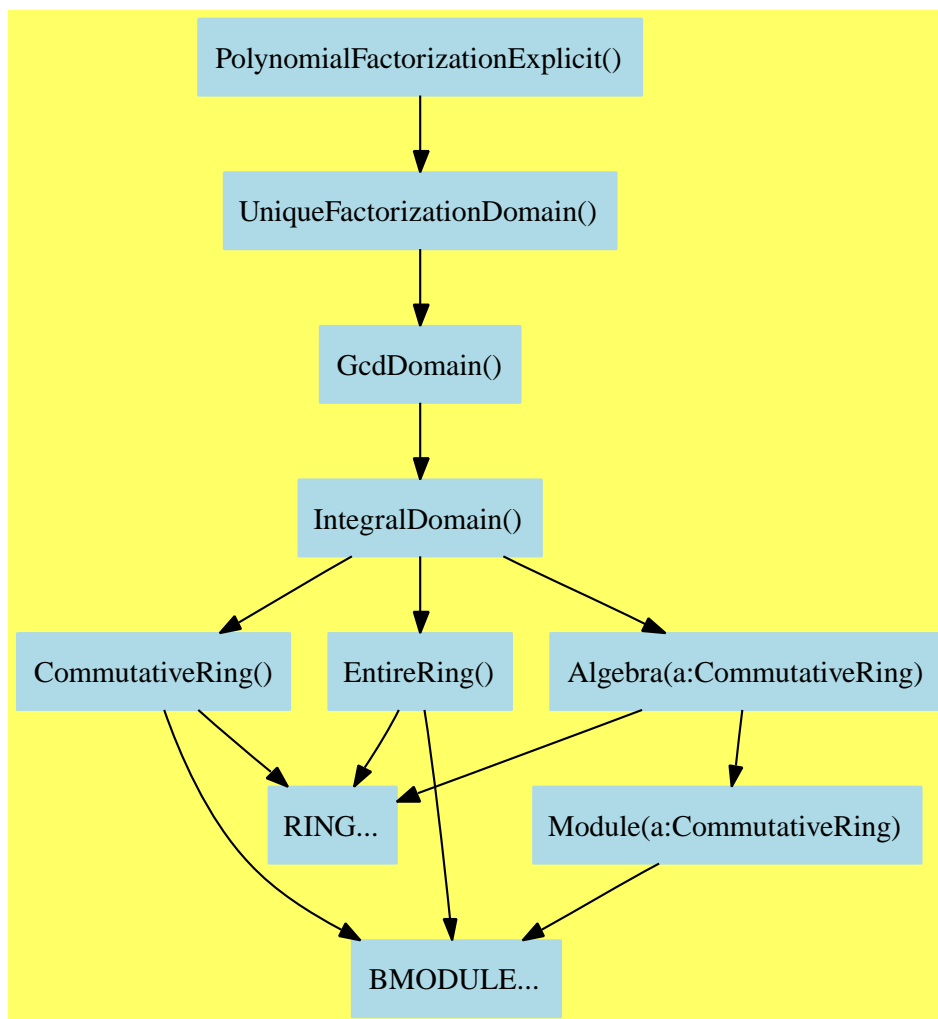 PolynomialFactorizationExplicit()
UniqueFactorizationDomain()
GcdDomain()
IntegralDomain()
CommutativeRing()
EntireRing()
Algebra(a:CommutativeRing)
RING...
Module(a:CommutativeRing)
BMODULE...